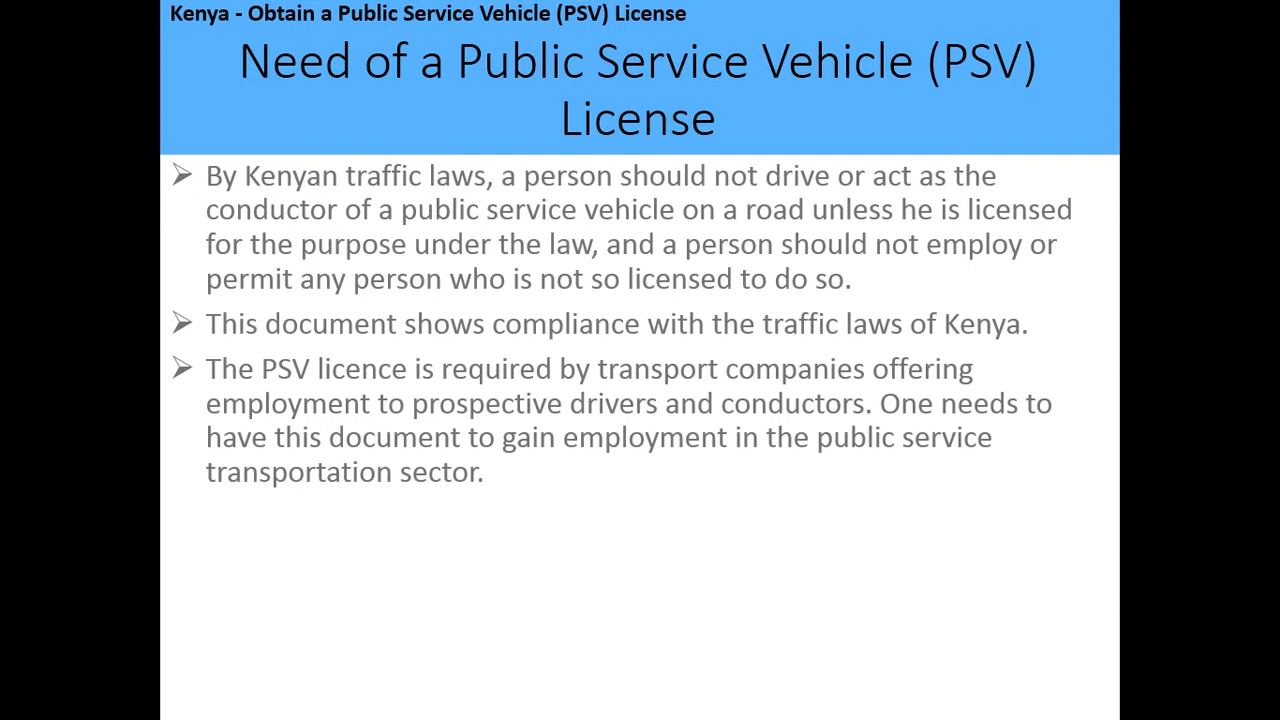 Kenya - Obtain a Public Service Vehicle (PSV) License
Need of a Public Service Vehicle (PSV)
License
➢ By Kenyan traffic laws, a person should not drive or act as the
conductor of a public service vehicle on a road unless he is licensed
for the purpose under the law, and a person should not employ or
permit any person who is not so licensed to do so.
➢ This document shows compliance with the traffic laws of Kenya.
➢ The PSV licence is required by transport companies offering
employment to prospective drivers and conductors. One needs to
have this document to gain employment in the public service
transportation sector.